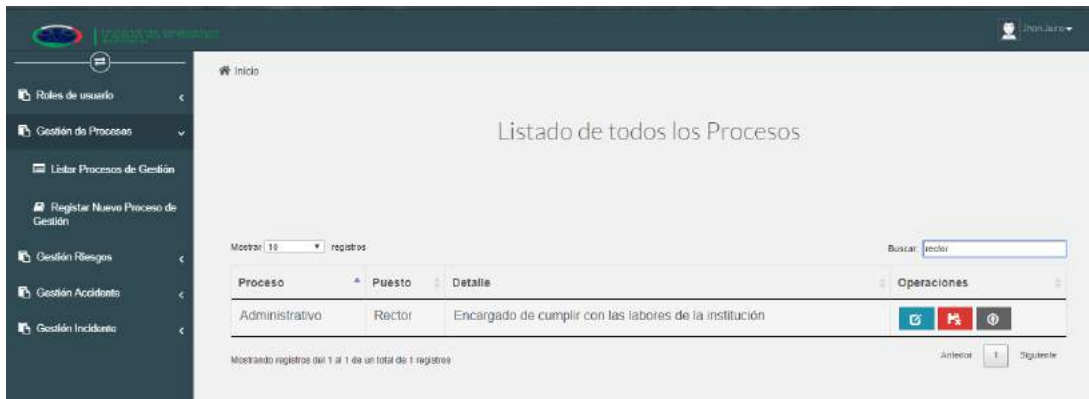 Jhon Jairo
Inicio
Roles de usuario
Gestión de Procesos
Listar Procesos de Gestión
Registar Nuevo Proceso de
Gestión
Gestión Riesgos
Gestión Accidente
Gestión Incidente
Listado de todos los Procesos
Mostrar 10 registros
Buscar: rector
Proceso Puesto Detalle Operaciones
Administrativo Rector Encargado de cumplir con las labores de la institución
Mostrando registros del 1 al 1 de un total de 1 registros
Anterior 1 Siguiente